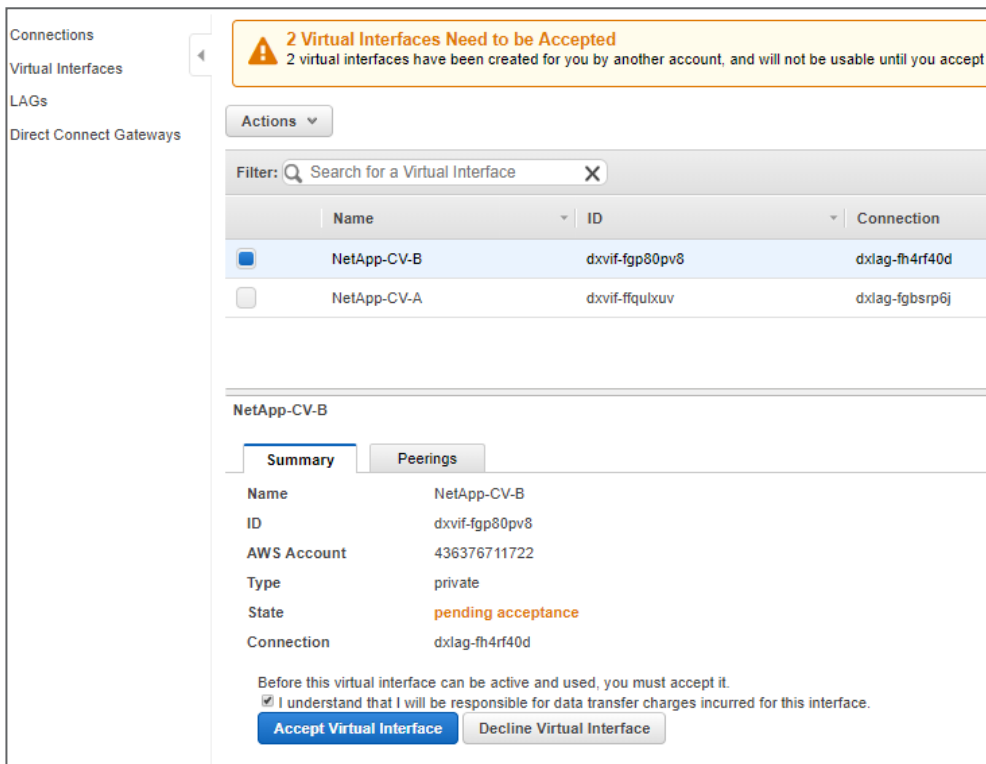 Connections
Virtual Interfaces
LAGs
Direct Connect Gateways
2 Virtual Interfaces Need to be Accepted
2 virtual interfaces have been created for you by another account, and will not be usable until you accept
Actions
Filter: Search for a Virtual Interface
Name ID Connection
NetApp-CV-B dxvif-fgp80pv8 dxlag-fh4rf40d
NetApp-CV-A dxvif-ffqulxuv dxlag-fgbsrp6j
NetApp-CV-B
Summary Peerings
Name NetApp-CV-B
ID dxvif-fgp80pv8
AWS Account 436376711722
Type private
State pending acceptance
Connection dxlag-fh4rf40d
Before this virtual interface can be active and used, you must accept it.
I understand that I will be responsible for data transfer charges incurred for this interface.
Accept Virtual Interface Decline Virtual Interface